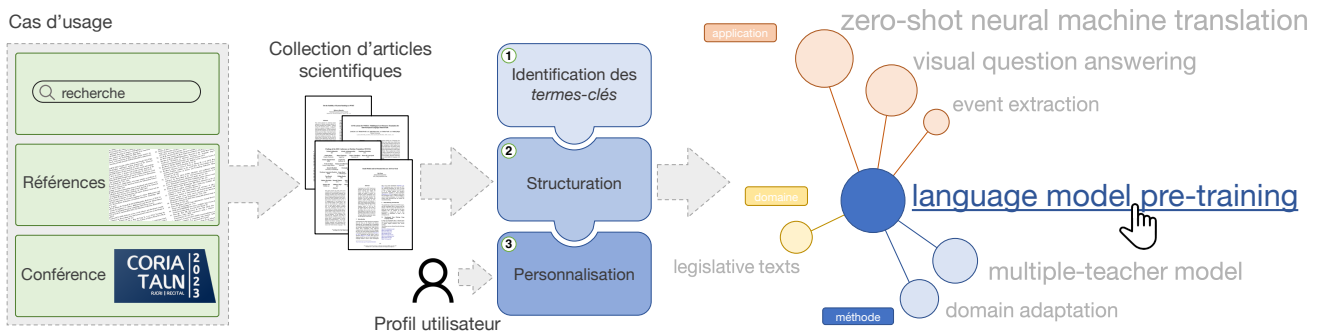 Cas d'usage
recherche
Références
Conférence
CORIA
TALN
RJCRI | RECITAL
2023
Collection d'articles
scientifiques
1
Identification des
termes-clés
2
Structuration
3
Personnalisation
Profil utilisateur
application
zero-shot neural machine translation
visual question answering
event extraction
domaine
language model pre-training
legislative texts
multiple-teacher model
domain adaptation
méthode